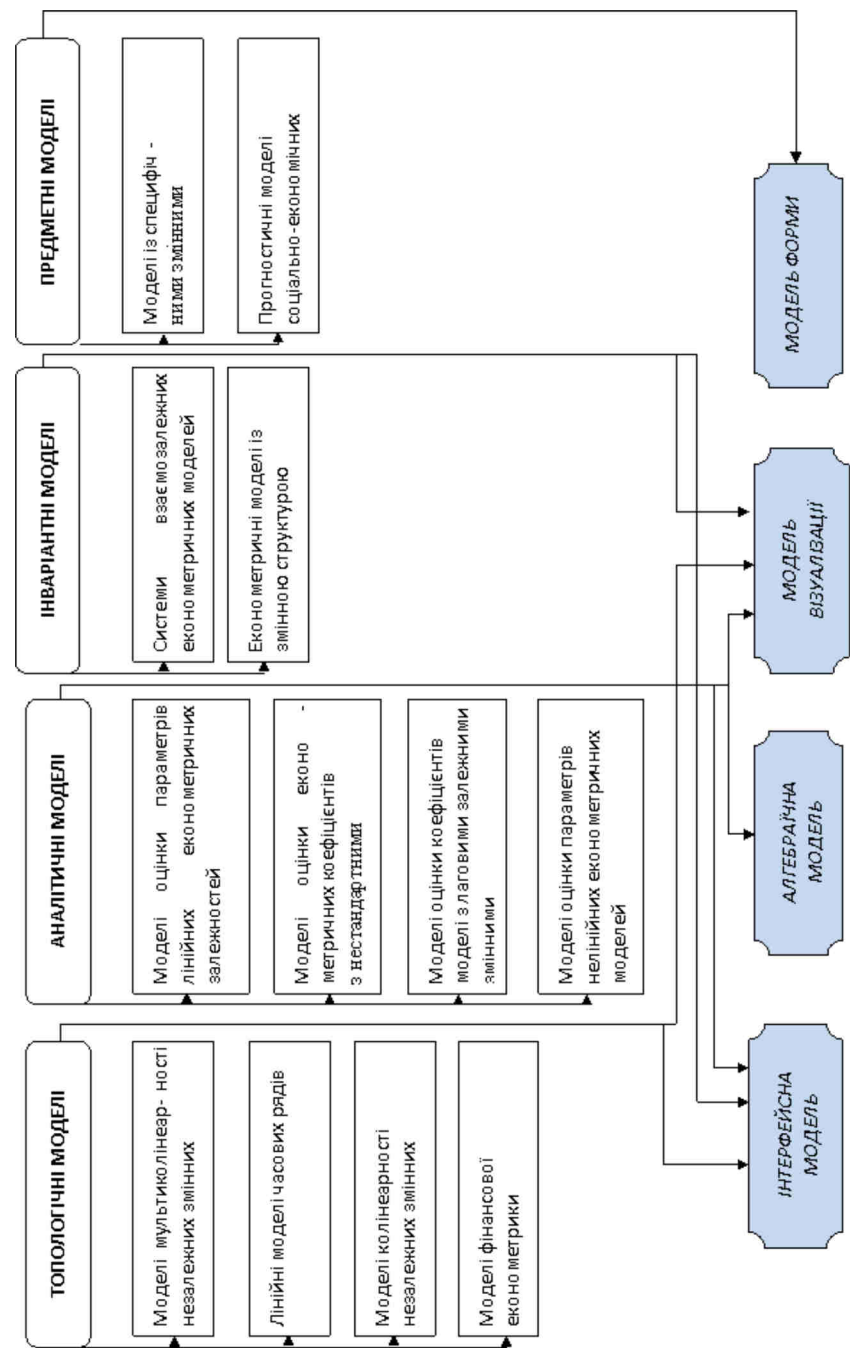 ТОПОЛОГІЧНІ МОДЕЛІ
Моделі мультиколінеар- ності
незалежних змінних
Лінійні моделі часових рядів
Моделі колінеарності
незалежних змінних
Моделі фінансової
економетрики
АНАЛІТИЧНІ МОДЕЛІ
Моделі оцінки параметрів
лінійних економетричних
залежностей
Моделі оцінки еконо -
метричних коефіцієнтів
з нестандартними
Моделі оцінки коефіцієнтів
моделі з лаговими залежними
змінними
Моделі оцінки параметрів
нелінійних економетричних
моделей
ІНВАРІАНТНІ МОДЕЛІ
Системи взаємозалежних
економетричних моделей
Економетричні моделі із
змінною структурою
ПРЕДМЕТНІ МОДЕЛІ
Моделі із специфіч -
ними змінними
Прогностичні моделі
соціально-економічних
ІНТЕРФЕЙСНА
МОДЕЛЬ
АЛГЕБРАЇЧНА
МОДЕЛЬ
МОДЕЛЬ
ВІЗУАЛІЗАЦІЇ
МОДЕЛЬ ФОРМИ